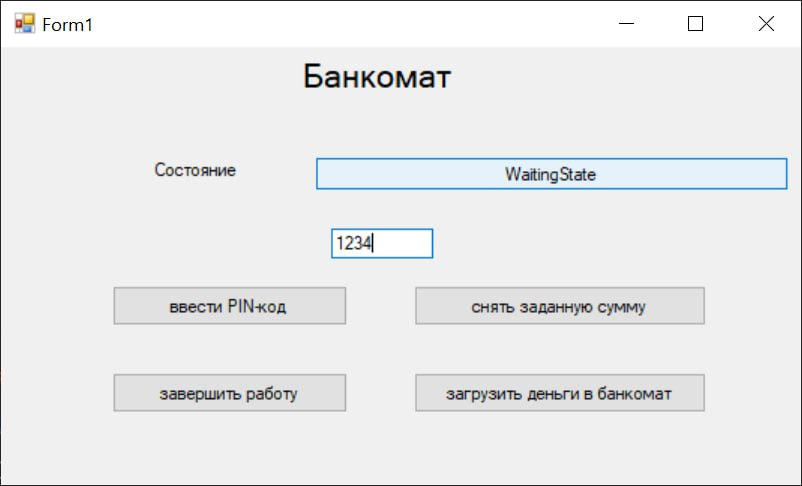 Form1
Банкомат
Состояние
WaitingState
1234
ввести PIN-код
снять заданную сумму
завершить работу
загрузить деньги в банкомат